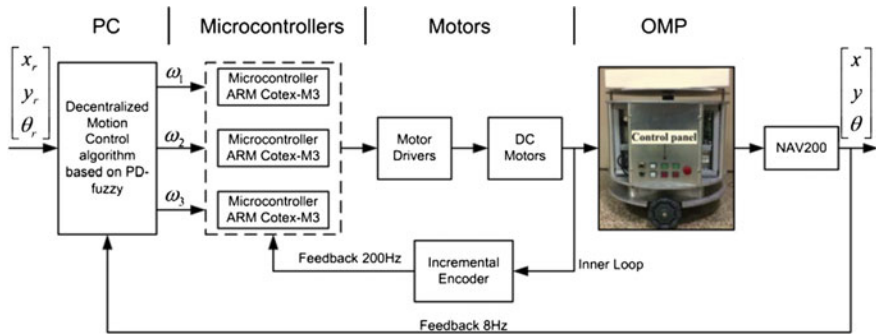 PC
Microcontrollers
Motors
OMP
x_r
y_r
θ_r
Decentralized
Motion
Control
algorithm
based on PD-
fuzzy
ω_1
ω_2
ω_3
Microcontroller
ARM Cotex-M3
Microcontroller
ARM Cotex-M3
Microcontroller
ARM Cotex-M3
Motor
Drivers
DC
Motors
Control panel
NAV200
x
y
θ
Feedback 200Hz
Incremental
Encoder
Inner Loop
Feedback 8Hz